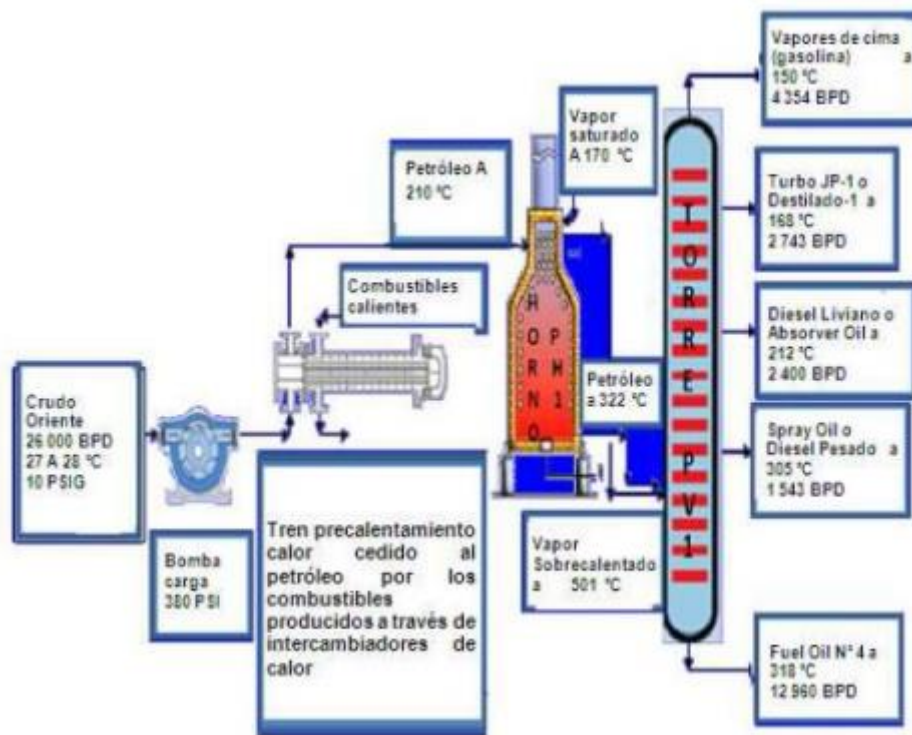 Crudo
Oriente
26 000 BPD
27 A 28 ºC
10 PSIG
Bomba
carga
380 PSI
Tren precalentamiento
calor cedido al
petróleo por los
combustibles
producidos a través de
intercambiadores de
calor
Combustibles
calientes
Petróleo A
210 ºC
Vapor
saturado
A 170 ºC
HORNO
PH1
Petróleo
a 322 ºC
Vapor
Sobrecalentado
a 501 ºC
TORRE PV1
Vapores de cima
(gasolina) a
150 ºC
4 354 BPD
Turbo JP-1 o
Destilado-1 a
168 ºC
2 743 BPD
Diesel Liviano o
Absorver Oil a
212 ºC
2 400 BPD
Spray Oil o
Diesel Pesado a
305 ºC
1 543 BPD
Fuel Oil N° 4 a
318 ºC
12 960 BPD